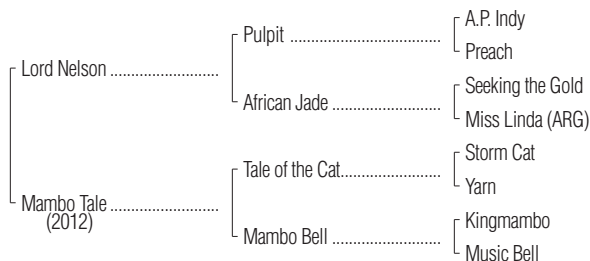 A.P. Indy
Pulpit ........................................
Preach
Lord Nelson .............................
Seeking the Gold
African Jade .............................
Miss Linda (ARG)
Storm Cat
Tale of the Cat...........................
Yarn
Mambo Tale .............................
(2012)
Kingmambo
Mambo Bell .............................
Music Bell